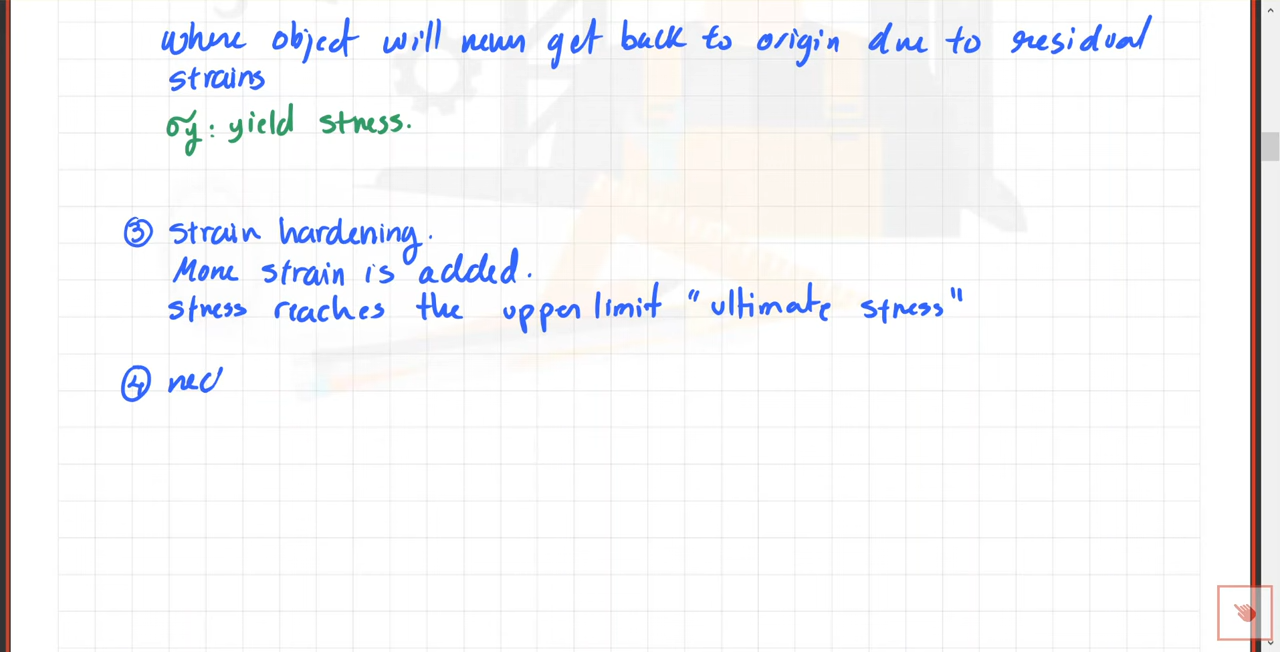 where object will never get back to origin due to residual
strains
σy: yield stress.
③ strain hardening.
More strain is added.
stress reaches the upper limit "ultimate stress"
④ nec